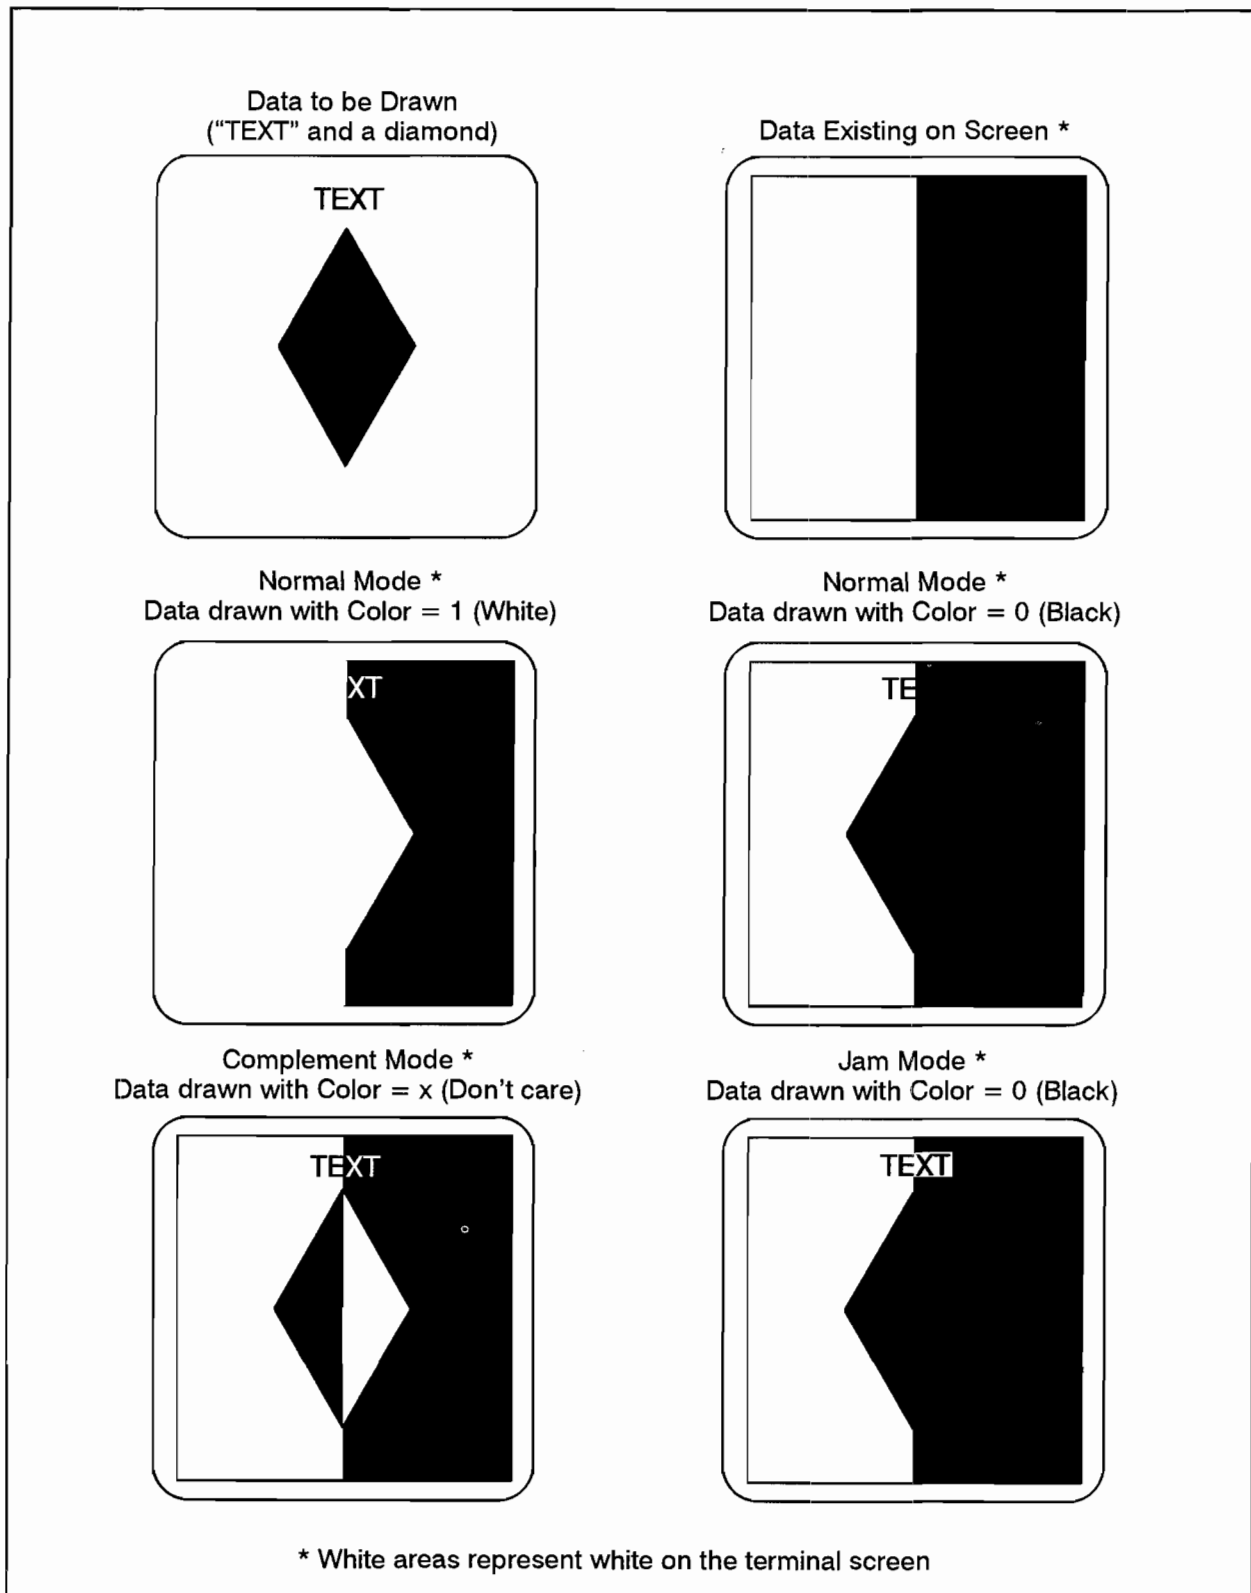 Data to be Drawn
("TEXT" and a diamond)
TEXT
Data Existing on Screen *
Normal Mode *
Data drawn with Color = 1 (White)
XT
Normal Mode *
Data drawn with Color = 0 (Black)
TE
Complement Mode *
Data drawn with Color = x (Don't care)
TEXT
Jam Mode *
Data drawn with Color = 0 (Black)
TEXT
* White areas represent white on the terminal screen